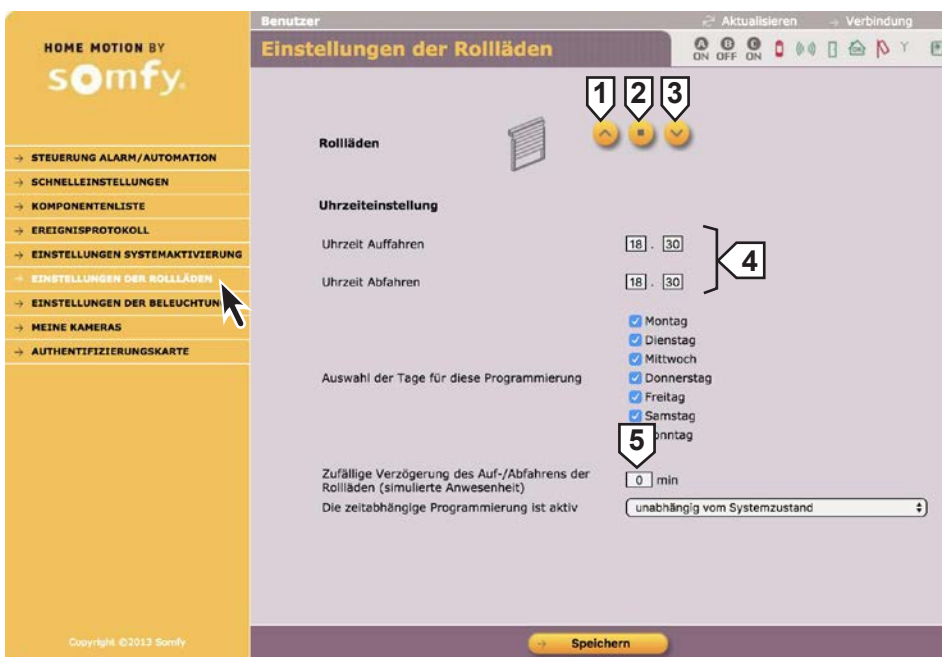 Benutzer
Aktualisieren
Verbindung
HOME MOTION BY
somfy.
Einstellungen der Rollläden
A B C
ON OFF ON
1 2 3
Rollläden
→ STEUERUNG ALARM/AUTOMATION
→ SCHNELLEINSTELLUNGEN
→ KOMPONENTENLISTE
→ EREIGNISPROTOKOLL
→ EINSTELLUNGEN SYSTEMAKTIVIERUNG
→ EINSTELLUNGEN DER ROLLLÄDEN
→ EINSTELLUNGEN DER BELEUCHTUN
→ MEINE KAMERAS
→ AUTHENTIFIZIERUNGSKARTE
Uhrzeiteinstellung
Uhrzeit Auffahren 18 . 30
4
Uhrzeit Abfahren 18 . 30
Montag
Dienstag
Mittwoch
Auswahl der Tage für diese Programmierung
Donnerstag
Freitag
Samstag
5
onntag
Zufällige Verzögerung des Auf-/Abfahrens der
Rollläden (simulierte Anwesenheit)
0 min
Die zeitabhängige Programmierung ist aktiv
unabhängig vom Systemzustand
Copyright ©2013 Somfy
→ Speichern